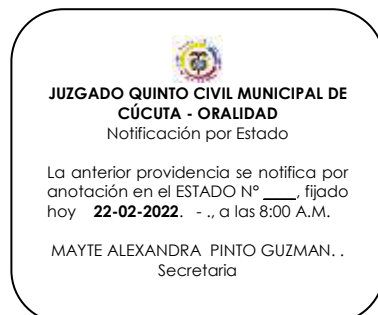 JUZGADO QUINTO CIVIL MUNICIPAL DE
CÚCUTA - ORALIDAD
Notificación por Estado
La anterior providencia se notifica por
anotación en el ESTADO N° ____, fijado
hoy 22-02-2022. - ., a las 8:00 A.M.
MAYTE ALEXANDRA PINTO GUZMAN. .
Secretaria